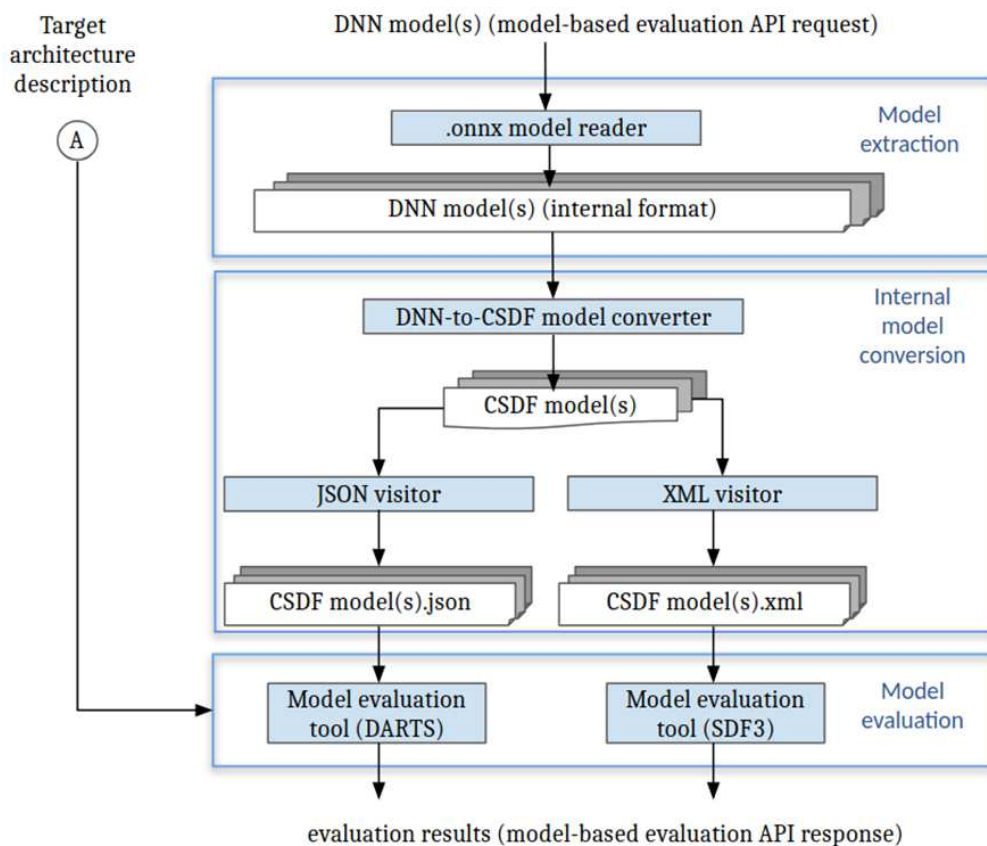 Target
architecture
description
A
DNN model(s) (model-based evaluation API request)
Model
extraction
.onnx model reader
DNN model(s) (internal format)
Internal
model
conversion
DNN-to-CSDF model converter
CSDF model(s)
JSON visitor
XML visitor
CSDF model(s).json
CSDF model(s).xml
Model evaluation
tool (DARTS)
Model evaluation
tool (SDF3)
Model
evaluation
evaluation results (model-based evaluation API response)